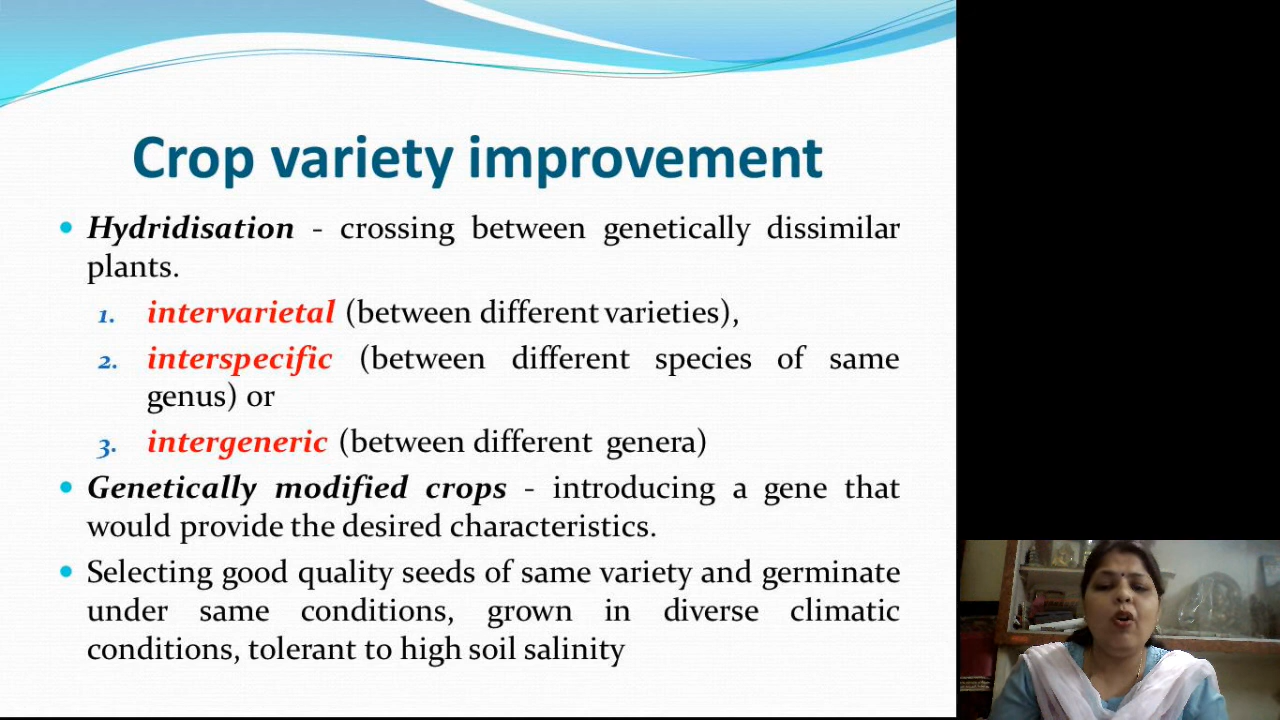 Crop variety improvement
• Hydridisation - crossing between genetically dissimilar
plants.
1. intervarietal (between different varieties),
2. interspecific (between different species of same
genus) or
3. intergeneric (between different genera)
• Genetically modified crops - introducing a gene that
would provide the desired characteristics.
• Selecting good quality seeds of same variety and germinate
under same conditions, grown in diverse climatic
conditions, tolerant to high soil salinity